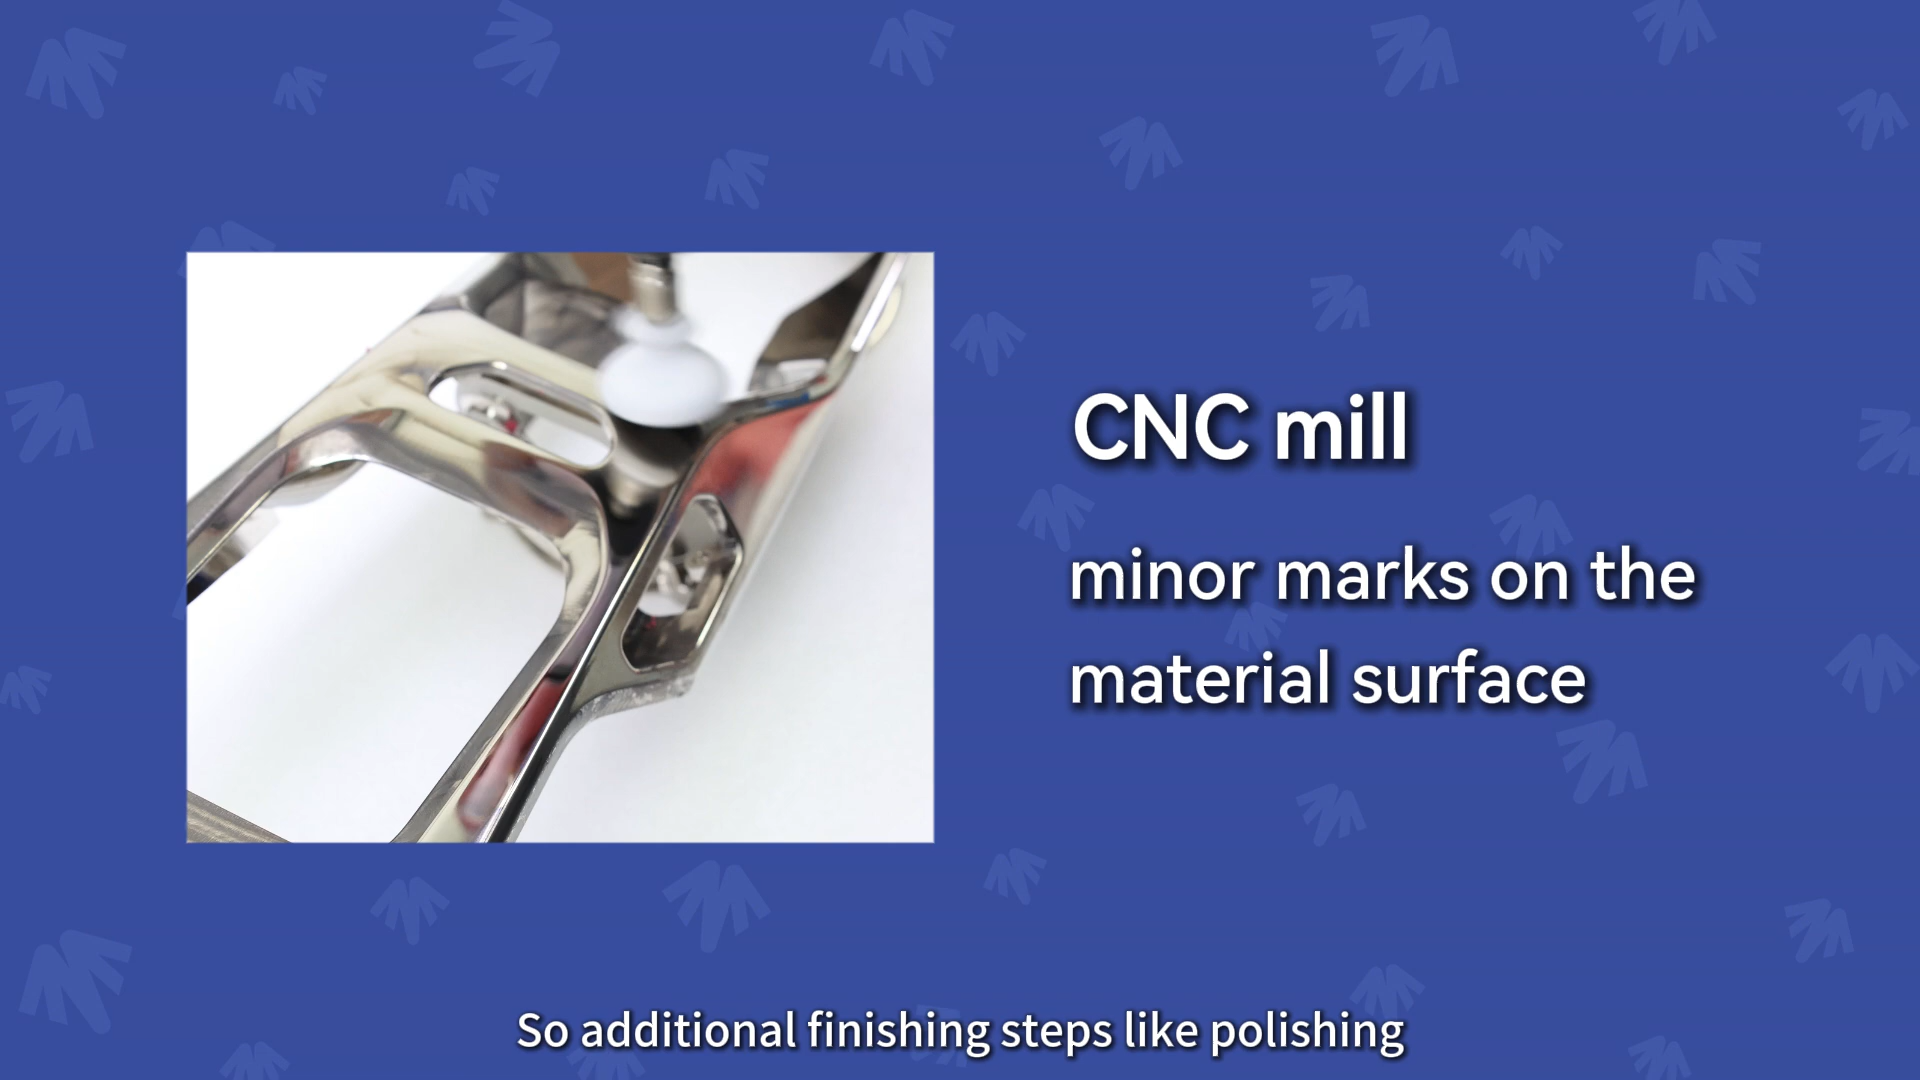 CNC mill
minor marks on the
material surface
So additional finishing steps like polishing